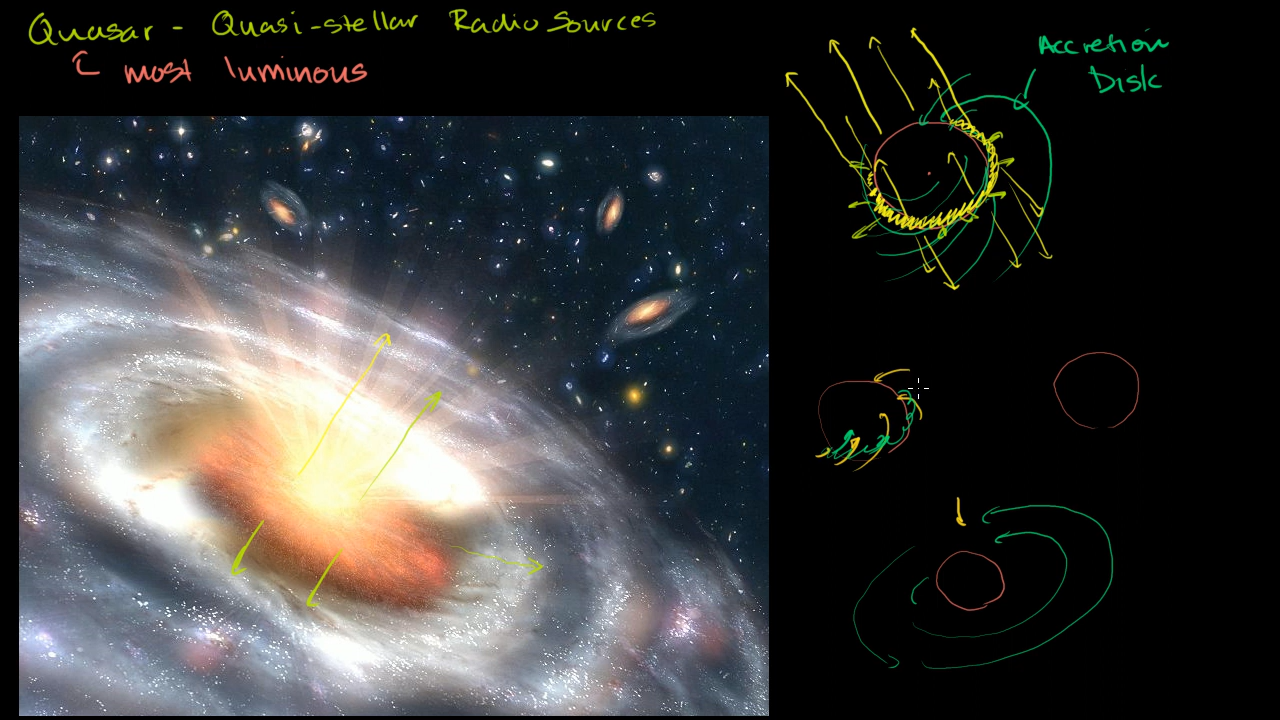 Quasar - Quasi-stellar Radio Sources
most luminous
Accretion
Disk